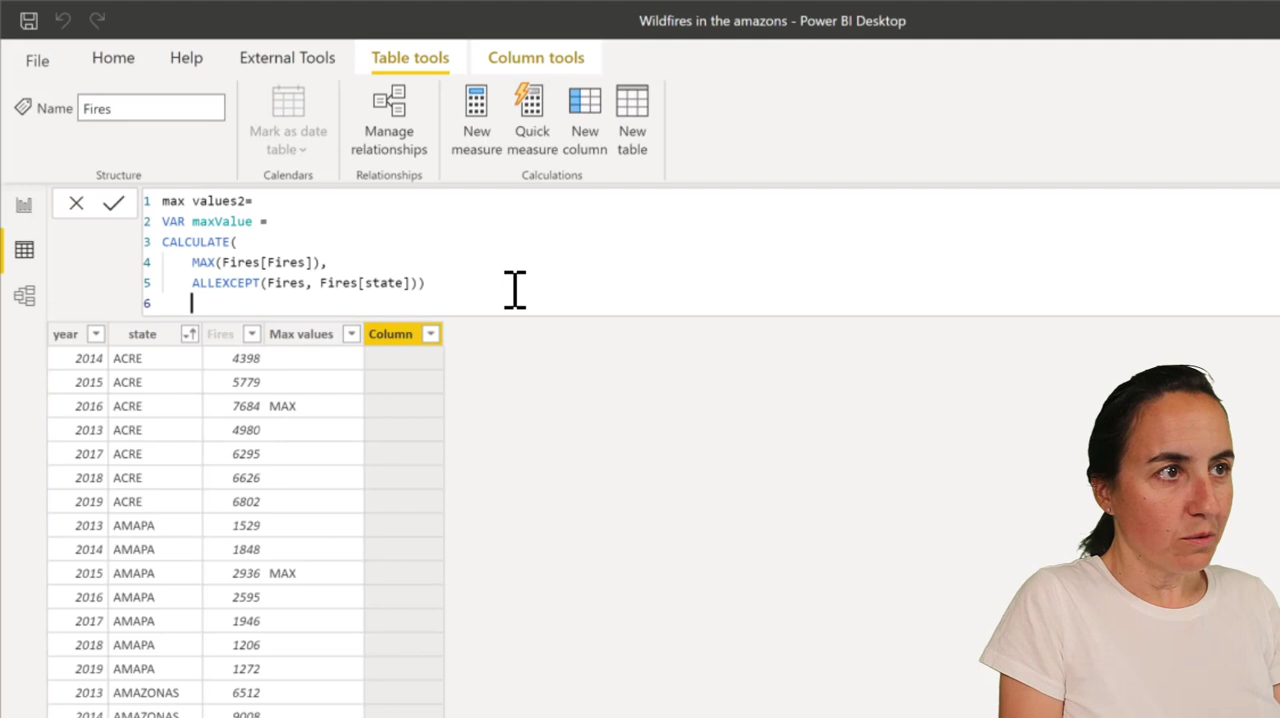 Wildfires in the amazons - Power BI Desktop
File Home Help External Tools Table tools Column tools
Name Fires
Mark as date table
Manage relationships
New measure
Quick measure
New column
New table
Structure Calendars Relationships Calculations
1 max values2=
2 VAR maxValue =
3 CALCULATE(
4 MAX(Fires[Fires]),
5 ALLEXCEPT(Fires, Fires[state]))
6
year state Fires Max values Column
2014 ACRE 4398
2015 ACRE 5779
2016 ACRE 7684 MAX
2013 ACRE 4980
2017 ACRE 6295
2018 ACRE 6626
2019 ACRE 6802
2013 AMAPA 1529
2014 AMAPA 1848
2015 AMAPA 2936 MAX
2016 AMAPA 2595
2017 AMAPA 1946
2018 AMAPA 1206
2019 AMAPA 1272
2013 AMAZONAS 6512
2014 AMAZONAS 9008